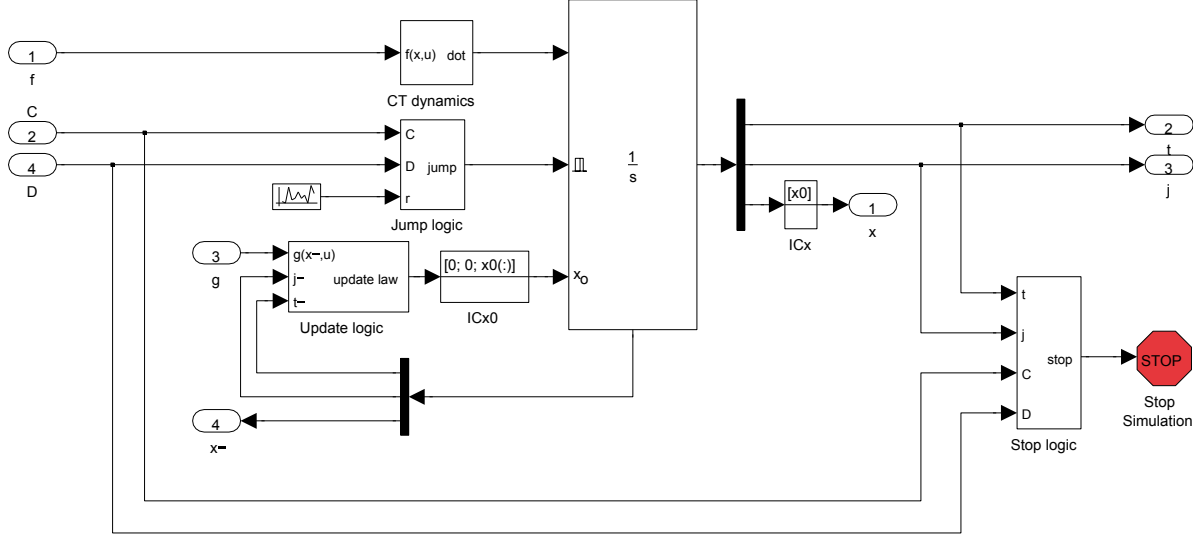 1
f
f(x,u) dot
CT dynamics
C
2
4
D
C
D jump
r
Jump logic
1
s
xo
3
g
g(x−,u)
j− update law
t−
Update logic
[0; 0; x0(:)]
ICx0
4
x−
[x0]
ICx
1
x
2
t
3
j
t
j
stop
C
D
Stop logic
STOP
Stop
Simulation